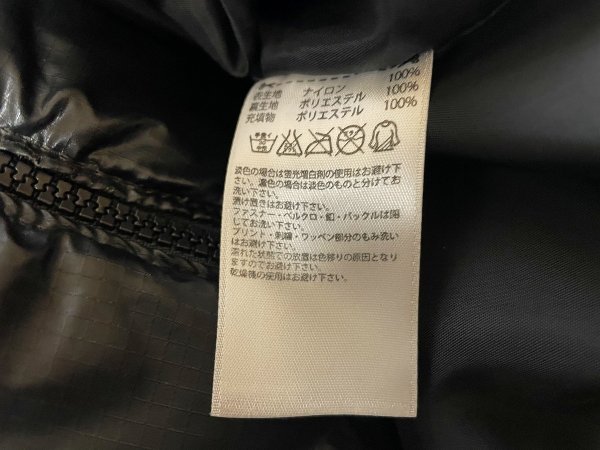 表生地 ナイロン 100%
裏生地 ポリエステル 100%
充填物 ポリエステル 100%
手洗イ
30
淡色の場合は蛍光増白剤の使用はお避け下
さい。濃色の場合は淡色のものと分けてお
洗い下さい。
漬け置きはお避け下さい。
ファスナー・ベルクロ・釦・バックルは閉
じてお洗い下さい。
プリント・刺繍・ワッペン部分のもみ洗い
はお避け下さい。
濡れた状態での放置は色移りの原因となり
ますのでお避け下さい。
乾燥機の使用はお避け下さい。